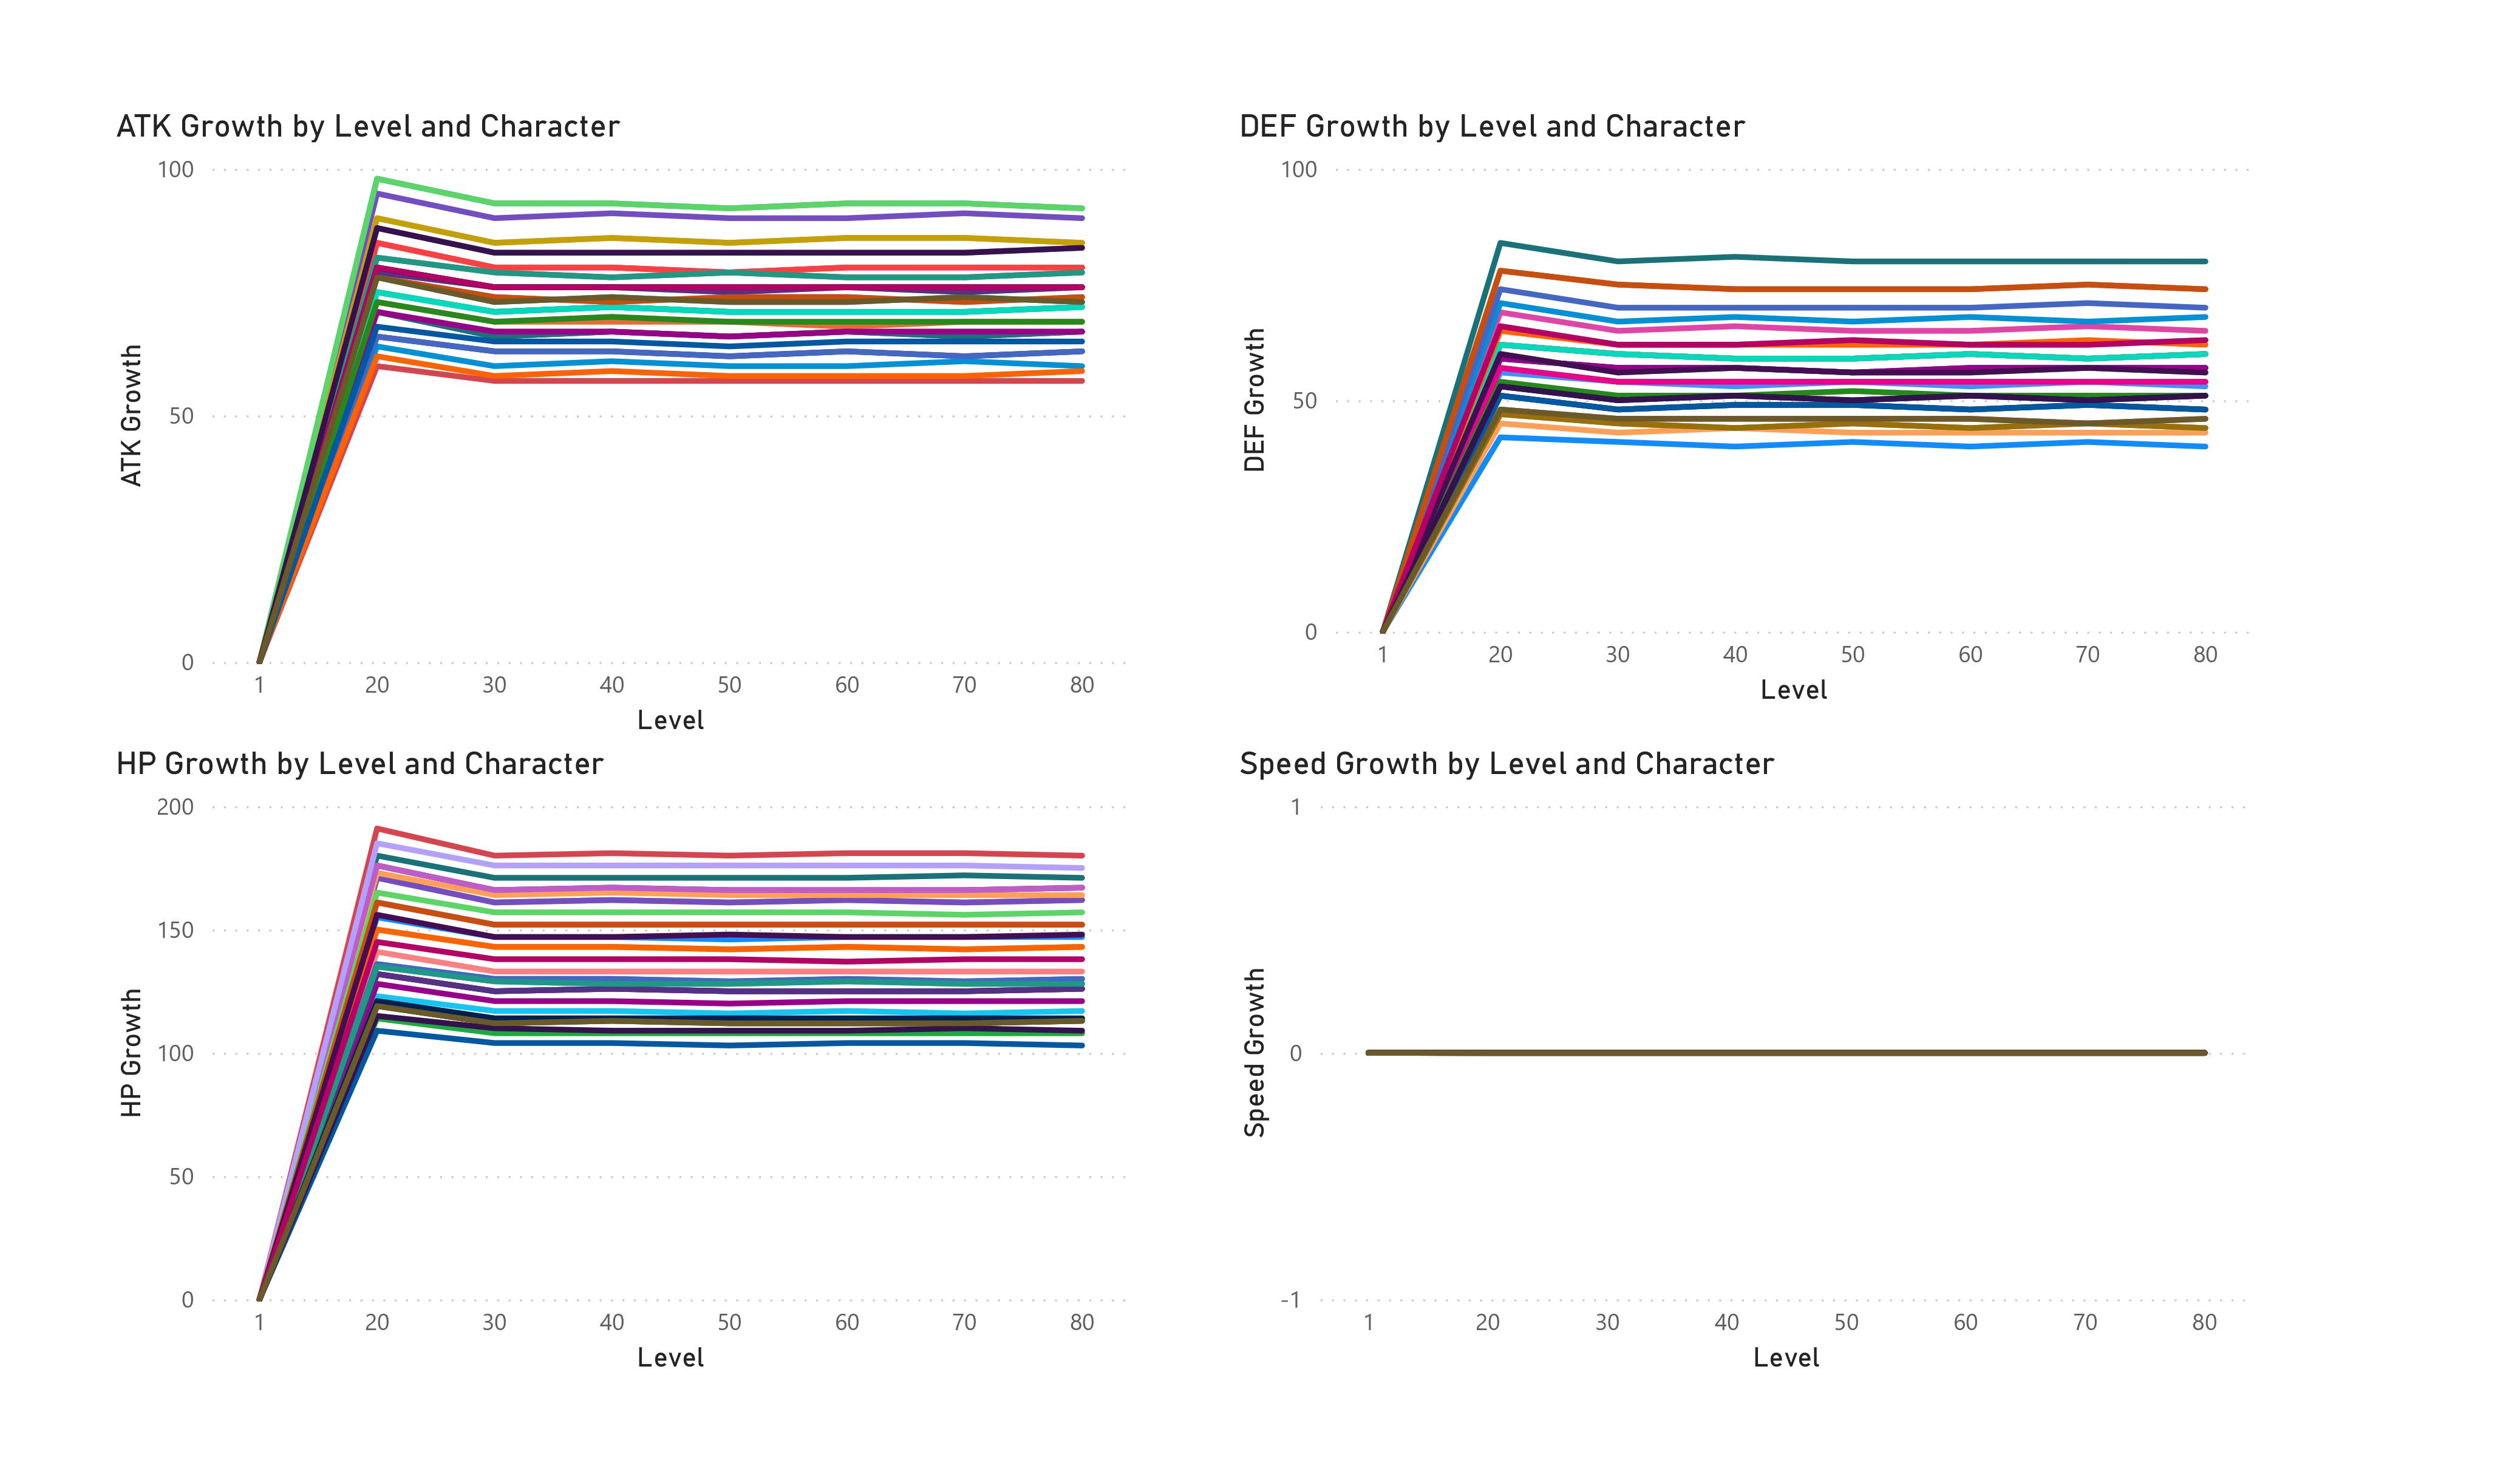 ATK Growth by Level and Character
100
50
0
ATK Growth
1 20 30 40 50 60 70 80
Level
DEF Growth by Level and Character
100
50
0
DEF Growth
1 20 30 40 50 60 70 80
Level
HP Growth by Level and Character
200
150
100
50
0
HP Growth
1 20 30 40 50 60 70 80
Level
Speed Growth by Level and Character
1
0
-1
Speed Growth
1 20 30 40 50 60 70 80
Level